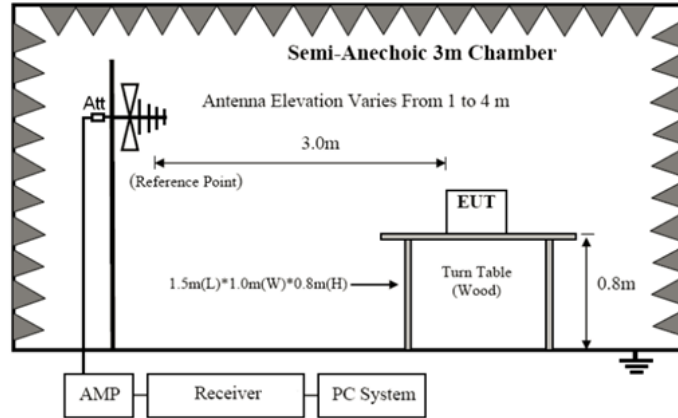 Semi-Anechoic 3m Chamber
Att
Antenna Elevation Varies From 1 to 4 m
3.0m
(Reference Point)
EUT
1.5m(L)*1.0m(W)*0.8m(H)
Turn Table
(Wood)
0.8m
AMP
Receiver
PC System